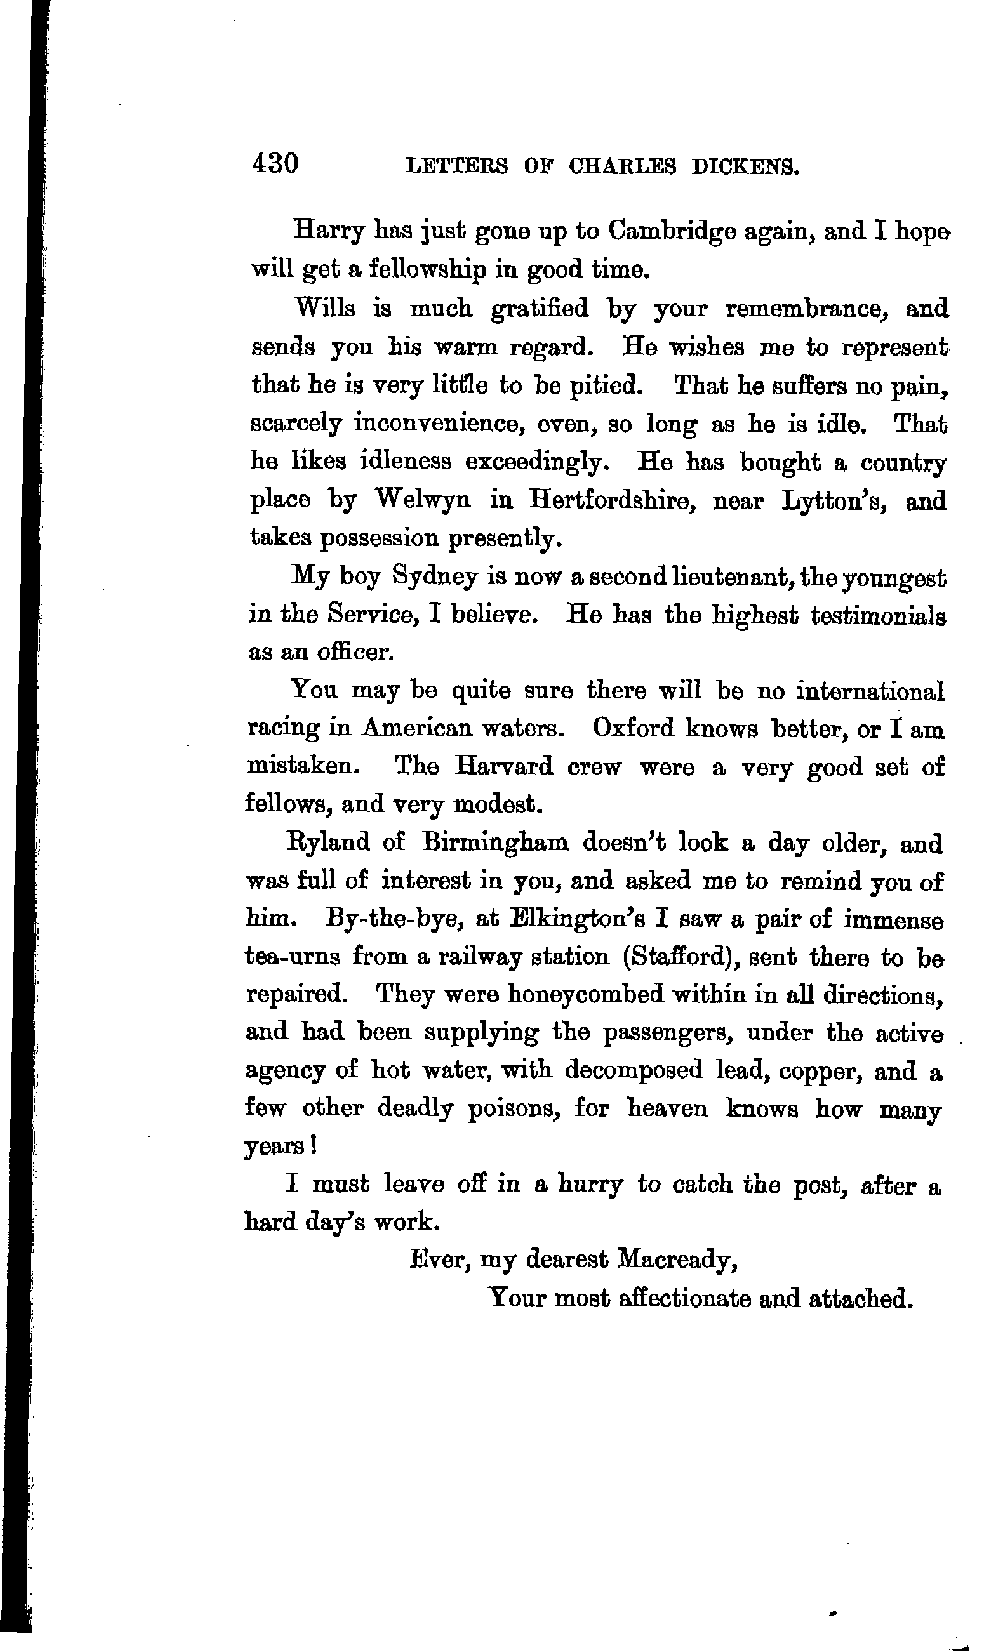 430 LETTERS OF CHARLES DICKENS.
Harry has just gone up to Cambridge again, and I hope
will get a fellowship in good time.
Wills is much gratified by your remembrance, and
sends you his warm regard. He wishes me to represent
that he is very little to be pitied. That he suffers no pain,
scarcely inconvenience, even, so long as he is idle. That
he likes idleness exceedingly. He has bought a country
place by Welwyn in Hertfordshire, near Lytton's, and
takes possession presently.
My boy Sydney is now a second lieutenant, the youngest
in the Service, I believe. He has the highest testimonials
as an officer.
You may be quite sure there will be no international
racing in American waters. Oxford knows better, or I am
mistaken. The Harvard crew were a very good set of
fellows, and very modest.
Ryland of Birmingham doesn't look a day older, and
was full of interest in you, and asked me to remind you of
him. By-the-bye, at Elkington's I saw a pair of immense
tea-urns from a railway station (Stafford), sent there to be
repaired. They were honeycombed within in all directions,
and had been supplying the passengers, under the active
agency of hot water, with decomposed lead, copper, and a
few other deadly poisons, for heaven knows how many
years!
I must leave off in a hurry to catch the post, after a
hard day's work.
Ever, my dearest Macready,
Your most affectionate and attached.